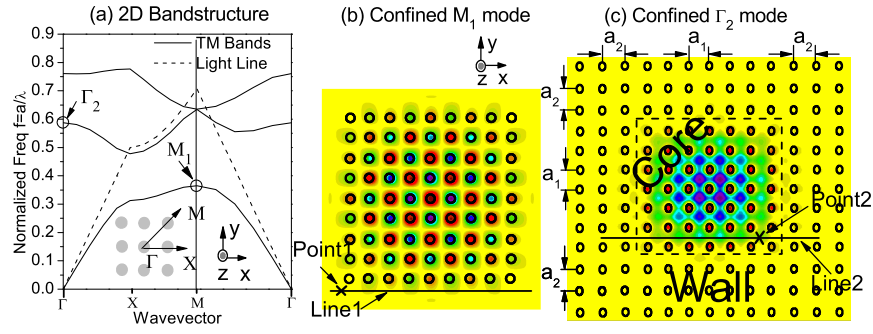 (a) 2D Bandstructure
TM Bands
Light Line
Γ₂
M₁
M
Γ
X
y
z
x
0.9
0.8
0.7
0.6
0.5
0.4
0.3
0.2
0.1
0.0
Normalized Freq f=a/λ
Γ
X
M
Γ
Wavevector
(b) Confined M₁ mode
y
z
x
Point1
Line1
(c) Confined Γ₂ mode
a₂
a₁
a₂
a₂
a₁
a₂
Core
Point2
Line2
Wall